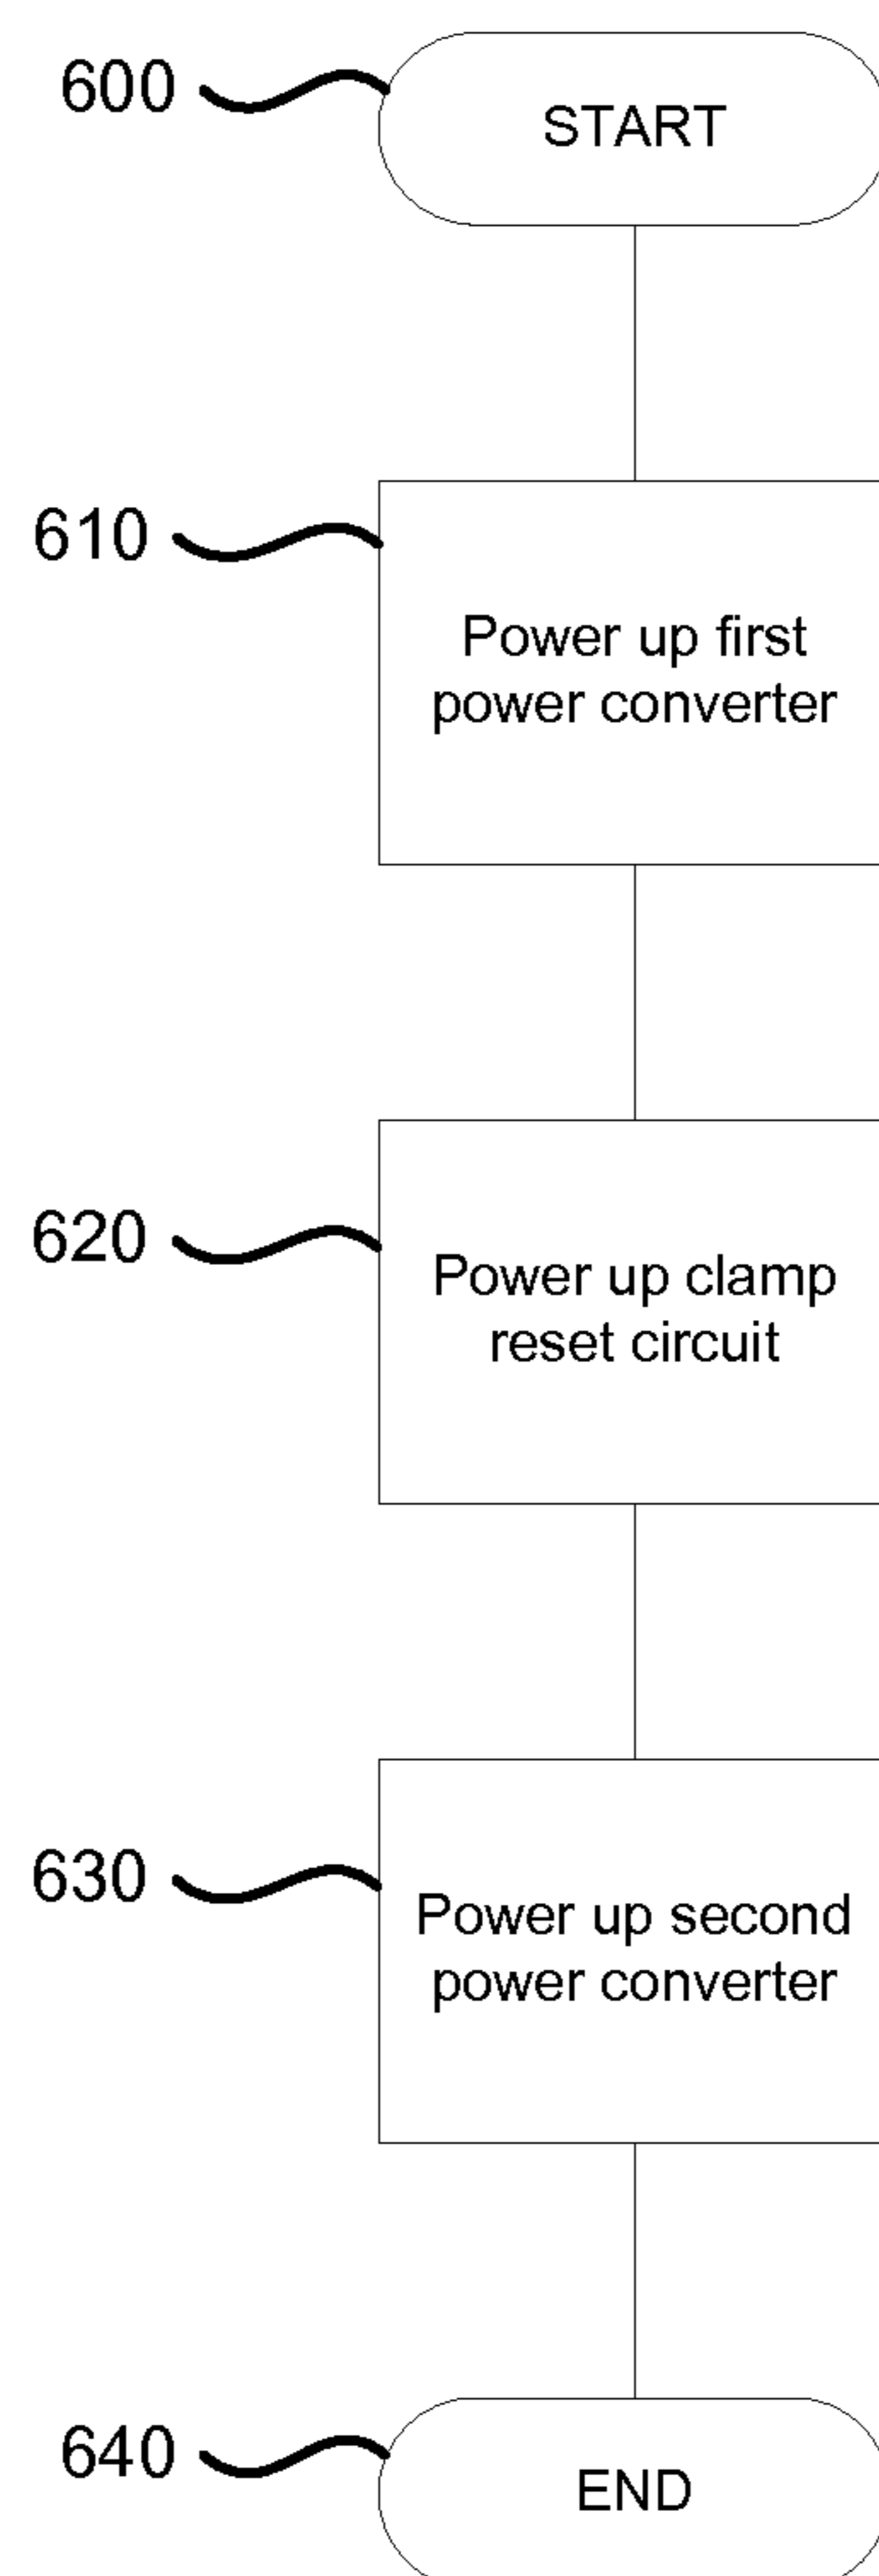 600
START
610
Power up first
power converter
620
Power up clamp
reset circuit
630
Power up second
power converter
640
END